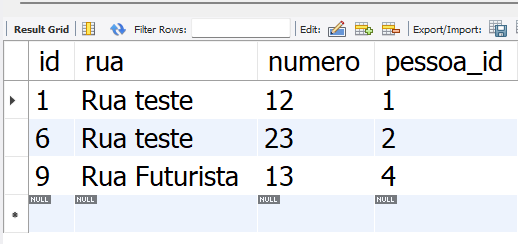 Result Grid Filter Rows: Edit: Export/Import:
id rua numero pessoa_id
1 Rua teste 12 1
6 Rua teste 23 2
9 Rua Futurista 13 4
NULL NULL NULL NULL